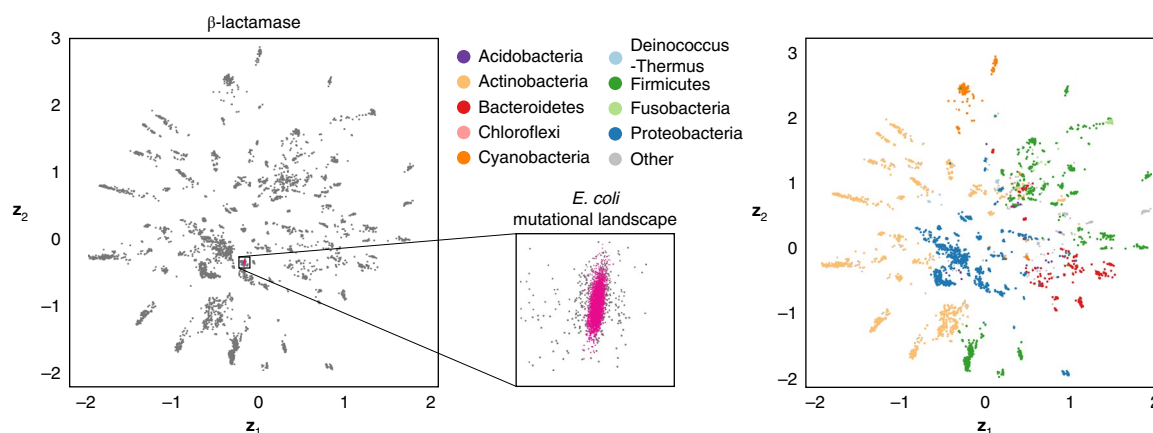 β-lactamase
3
2
1
0
−1
−2
z2
−2
−1
0
1
2
z1
Acidobacteria
Actinobacteria
Bacteroidetes
Chloroflexi
Cyanobacteria
Deinococcus
-Thermus
Firmicutes
Fusobacteria
Proteobacteria
Other
E. coli
mutational landscape
3
2
1
0
−1
−2
z2
−2
−1
0
1
2
z1